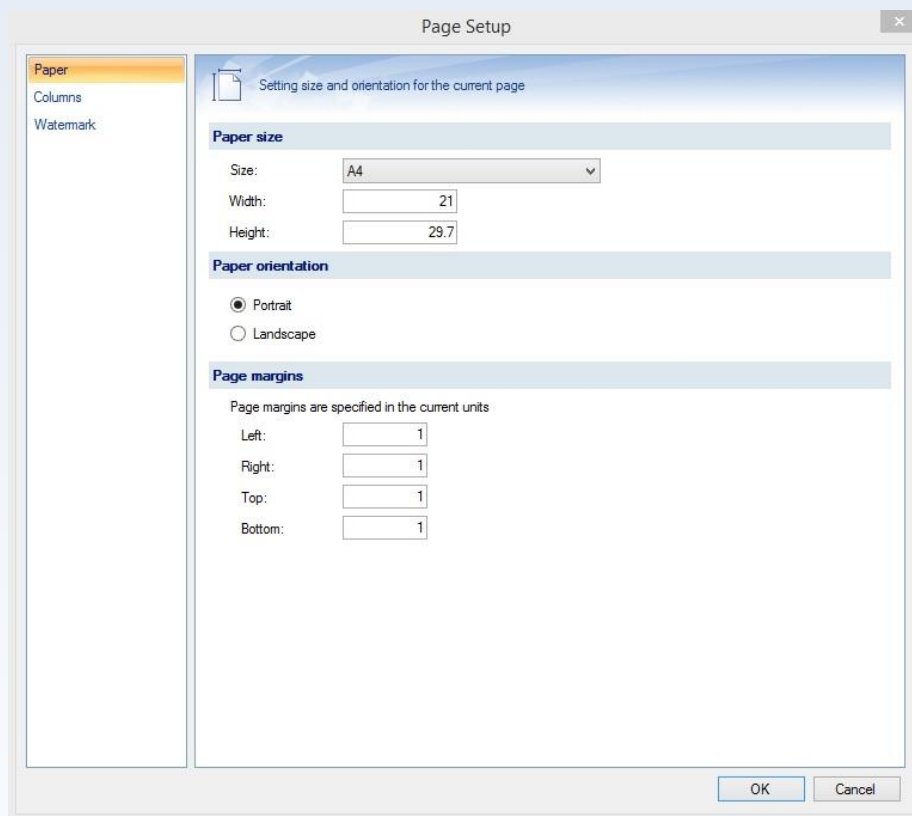 Page Setup
Paper
Columns
Watermark
Setting size and orientation for the current page
Paper size
Size: A4
Width: 21
Height: 29.7
Paper orientation
Portrait
Landscape
Page margins
Page margins are specified in the current units
Left: 1
Right: 1
Top: 1
Bottom: 1
OK Cancel